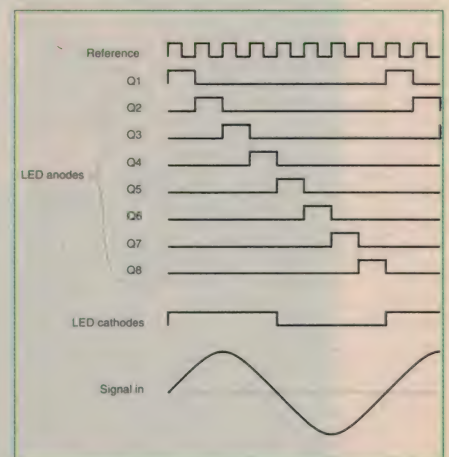 Reference
Q1
Q2
Q3
Q4
LED anodes
Q5
Q6
Q7
Q8
LED cathodes
Signal in